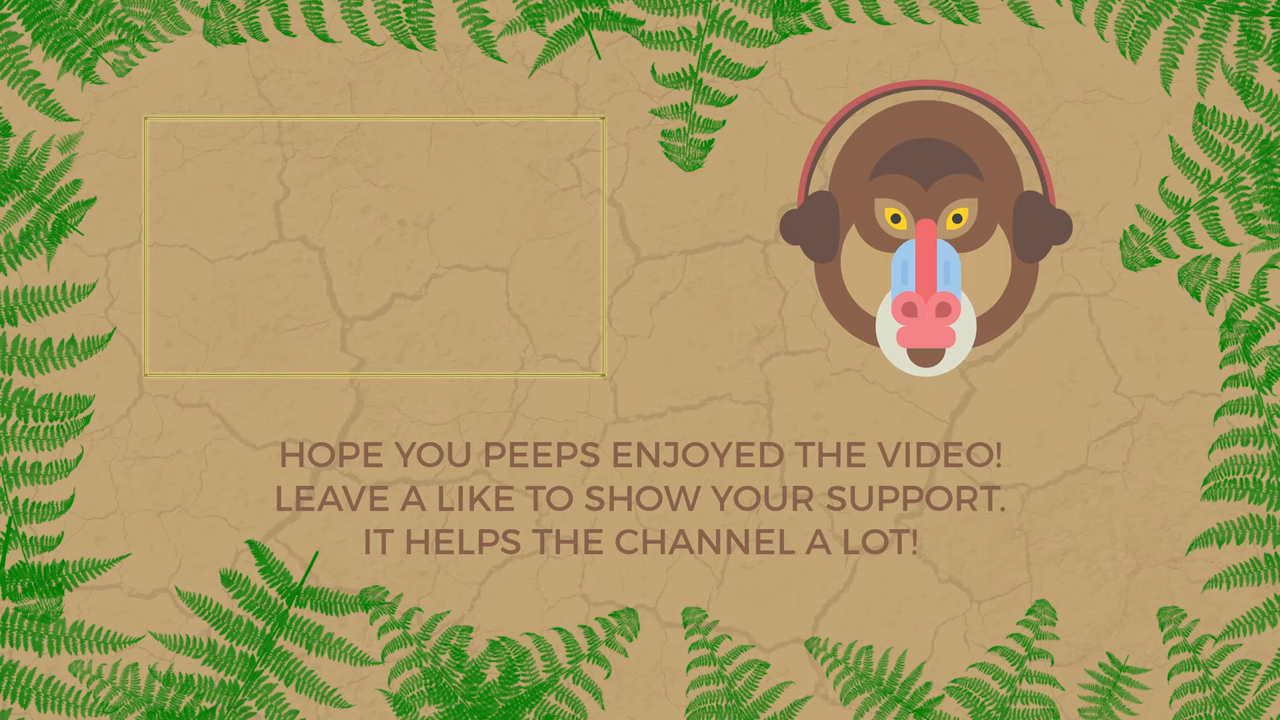 HOPE YOU PEEPS ENJOYED THE VIDEO!
LEAVE A LIKE TO SHOW YOUR SUPPORT.
IT HELPS THE CHANNEL A LOT!